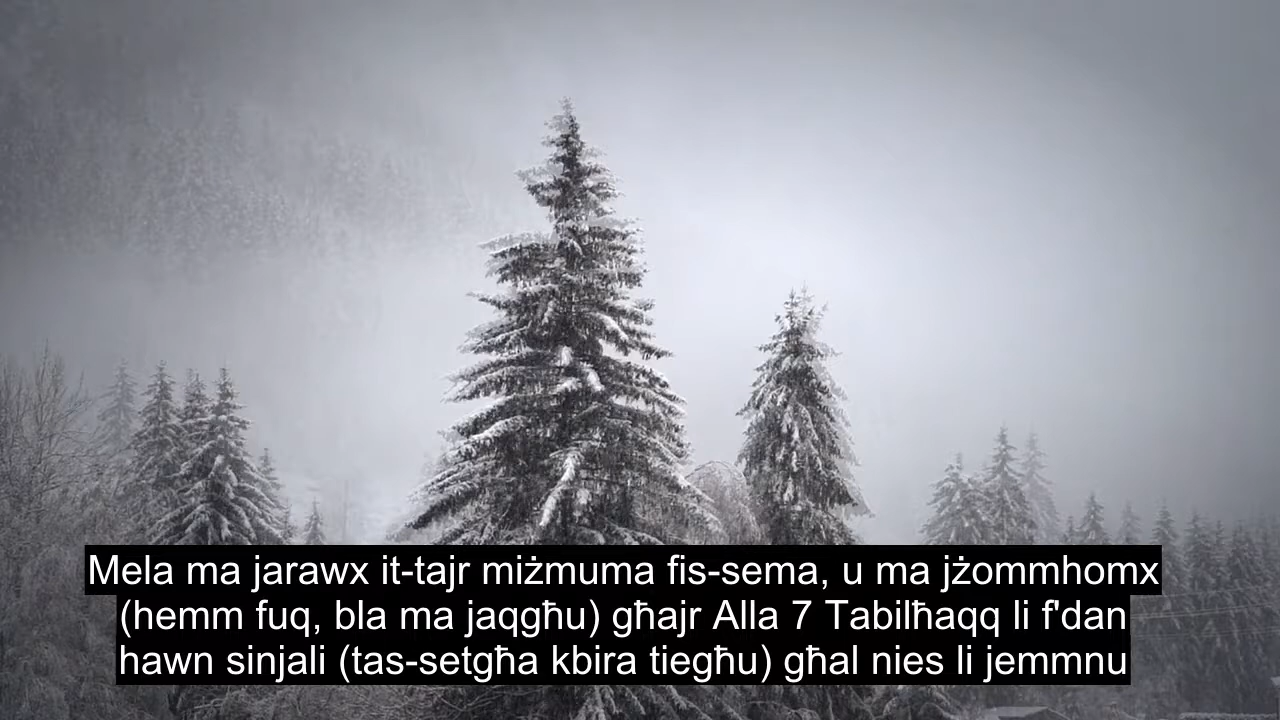 Mela ma jarawx it-tajr miżmuma fis-sema, u ma jżommhomx
(hemm fuq, bla ma jaqgħu) għajr Alla 7 Tabilħaqq li f'dan
hawn sinjali (tas-setgħa kbira tiegħu) għal nies li jemmnu